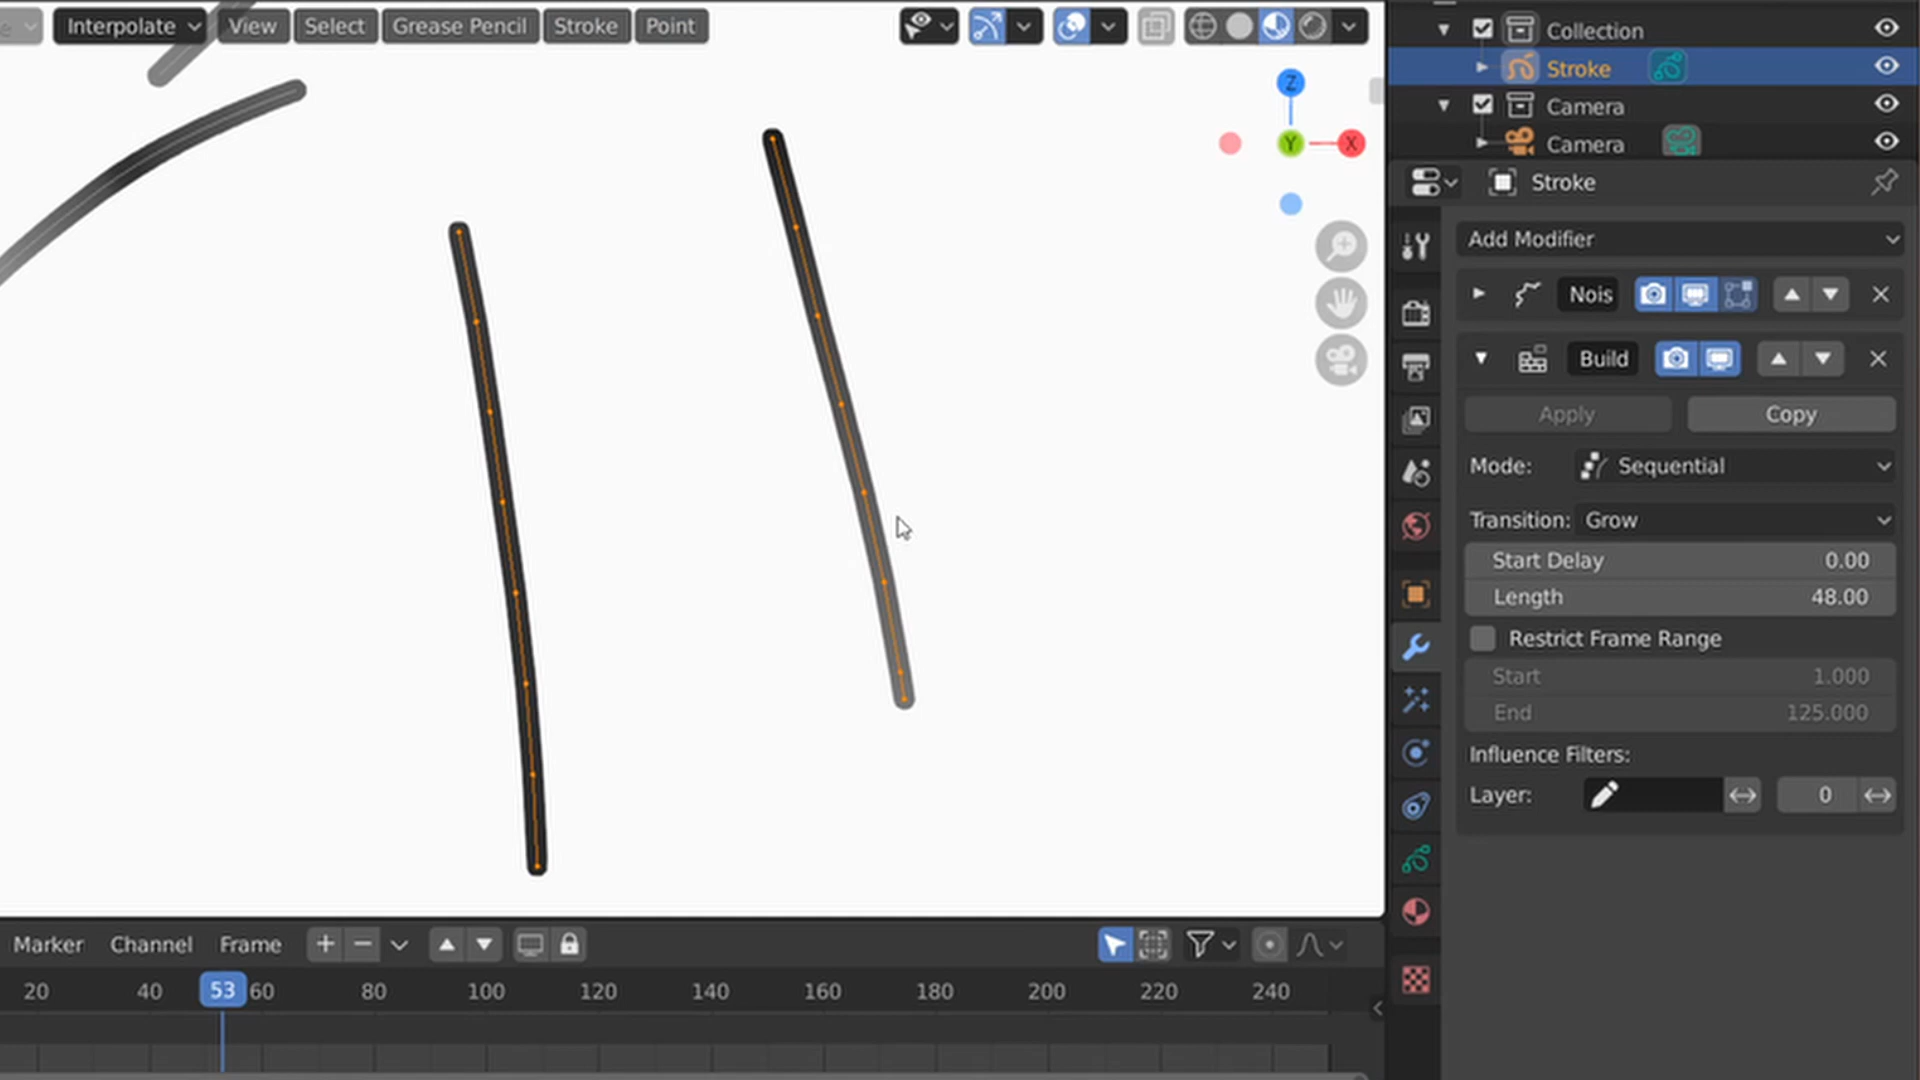 Interpolate View Select Grease Pencil Stroke Point
Z
Y X
Collection
Stroke
Camera
Camera
Stroke
Add Modifier
Nois
Build
Apply Copy
Mode: Sequential
Transition: Grow
Start Delay 0.00
Length 48.00
Restrict Frame Range
Start 1.000
End 125.000
Influence Filters:
Layer: 0
Marker Channel Frame
20 40 53 60 80 100 120 140 160 180 200 220 240